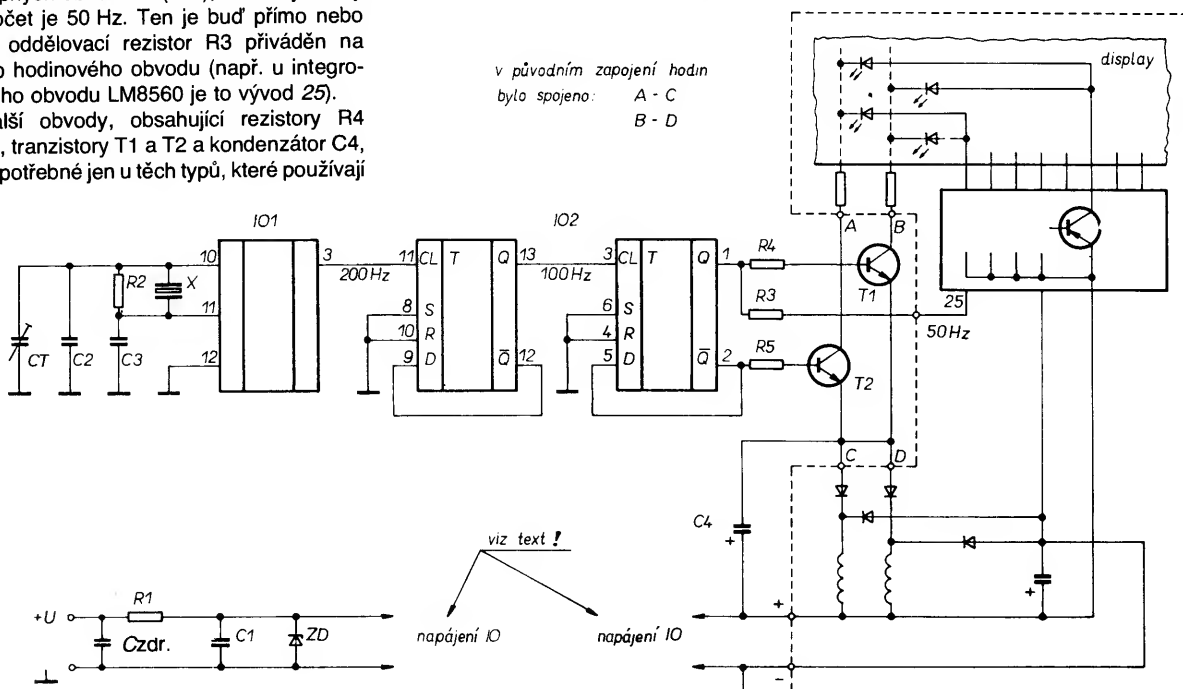 očet je 50 Hz. Ten je buď přímo nebo
oddělovací rezistor R3 přiváděn na
hodinového obvodu (např. u integro-
ho obvodu LM8560 je to vývod 25).
alší obvody, obsahující rezistory R4
, tranzistory T1 a T2 a kondenzátor C4,
potřebné jen u těch typů, které používají
v původním zapojení hodin
bylo spojeno: A - C
B - D
display
IO1
IO2
10
R2
X
11
12
CT
C2
C3
3
200 Hz
11 CL T Q 13
8 S
10 R
9 D Q̅ 12
100 Hz
3 CL T Q 1
6 S
4 R
5 D Q̅ 2
R4
R3
R5
A
B
T1
T2
25
50 Hz
C
D
C4
+
+
viz text !
+U
R1
Czdr.
C1
ZD
napájení IO
napájení IO
+
-